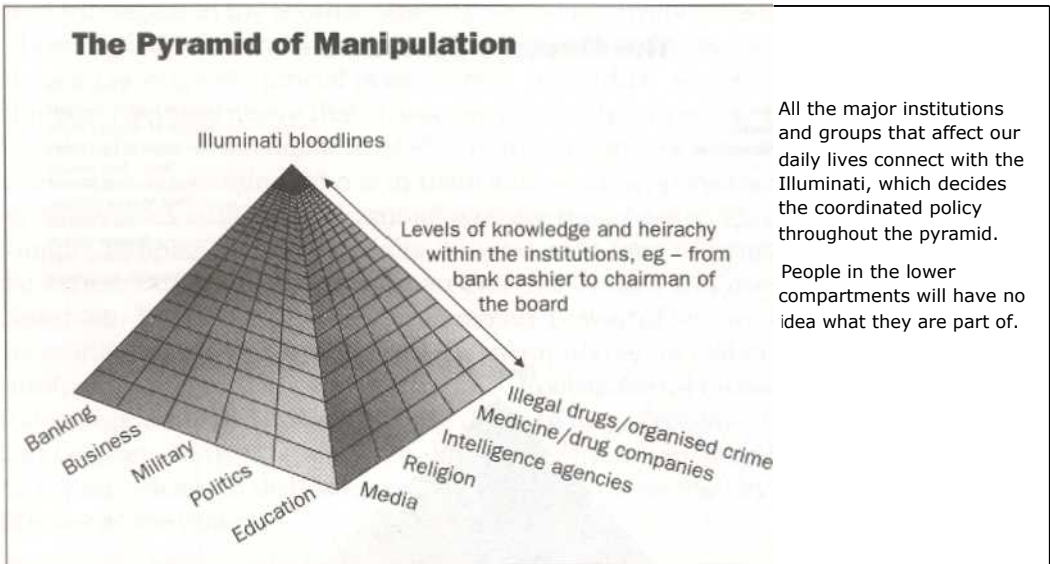 The Pyramid of Manipulation
Illuminati bloodlines
Levels of knowledge and heirachy
within the institutions, eg – from
bank cashier to chairman of
the board
Banking
Business
Military
Politics
Education
Media
Religion
Intelligence agencies
Medicine/drug companies
Illegal drugs/organised crime
All the major institutions
and groups that affect our
daily lives connect with the
Illuminati, which decides
the coordinated policy
throughout the pyramid.
People in the lower
compartments will have no
idea what they are part of.